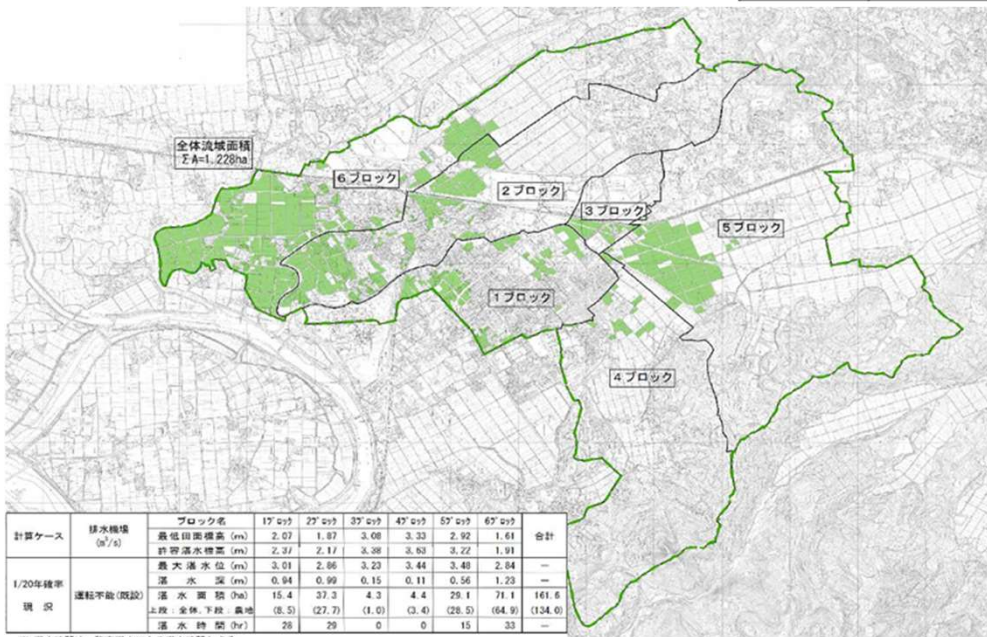 全体流域面積
ΣA=1,228ha
6ブロック
2ブロック
3ブロック
5ブロック
1ブロック
4ブロック
計算ケース 排水機場 (m³/s) ブロック名 1ブロック 2ブロック 3ブロック 4ブロック 5ブロック 6ブロック 合計
最低田面標高 (m) 2.07 1.87 3.08 3.33 2.92 1.61
許容湛水標高 (m) 2.37 2.17 3.38 3.63 3.22 1.91
1/20年確率 現況 運転不能(既設) 最大湛水位 (m) 3.01 2.86 3.23 3.44 3.48 2.84 —
湛水深 (m) 0.94 0.99 0.15 0.11 0.56 1.23 —
湛水面積 (ha) 15.4 37.3 4.3 4.4 29.1 71.1 161.6
上段:全体、下段:農地 (8.5) (27.7) (1.0) (3.4) (28.5) (64.9) (134.0)
湛水時間 (hr) 28 29 0 0 15 33 —